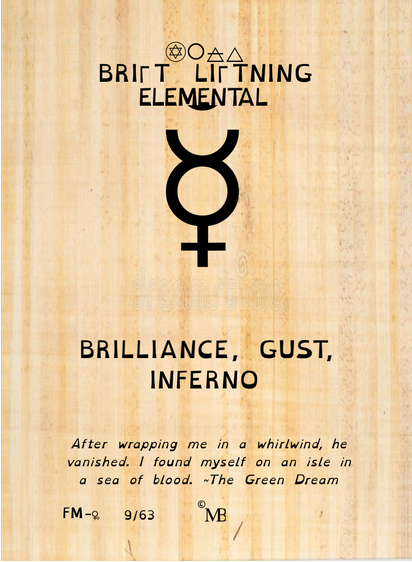 BRIΓT LIΓTNING
ELEMENTAL
dreamstime
BRILLIANCE, GUST,
INFERNO
After wrapping me in a whirlwind, he
vanished. I found myself on an isle in
a sea of blood. ~The Green Dream
FM-♀ 9/63 © MB